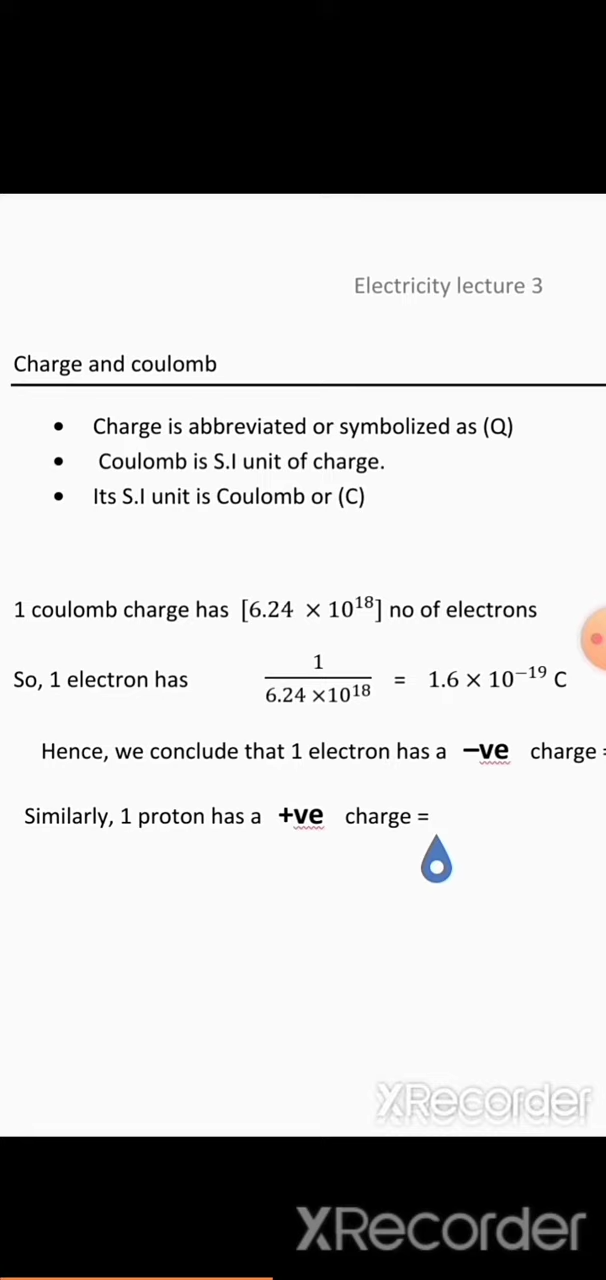 Electricity lecture 3
Charge and coulomb
• Charge is abbreviated or symbolized as (Q)
• Coulomb is S.I unit of charge.
• Its S.I unit is Coulomb or (C)
1 coulomb charge has [6.24 × 10¹⁸] no of electrons
So, 1 electron has 1 / 6.24 ×10¹⁸ = 1.6 × 10⁻¹⁹ C
Hence, we conclude that 1 electron has a −ve charge =
Similarly, 1 proton has a +ve charge =
XRecorder
XRecorder